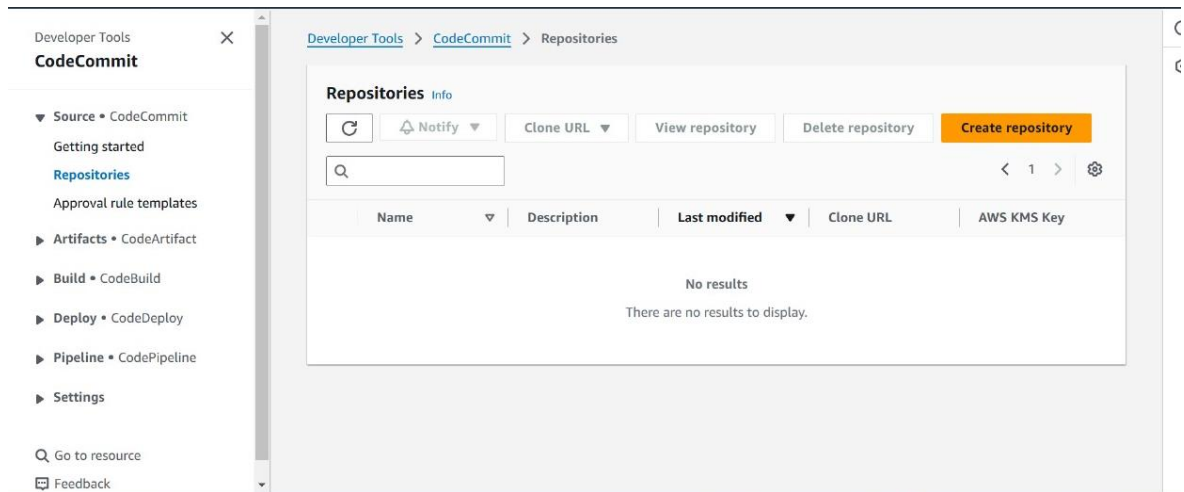 Developer Tools
CodeCommit
Source • CodeCommit
Getting started
Repositories
Approval rule templates
Artifacts • CodeArtifact
Build • CodeBuild
Deploy • CodeDeploy
Pipeline • CodePipeline
Settings
Go to resource
Feedback
Developer Tools > CodeCommit > Repositories
Repositories Info
Notify Clone URL View repository Delete repository Create repository
1
Name Description Last modified Clone URL AWS KMS Key
No results
There are no results to display.